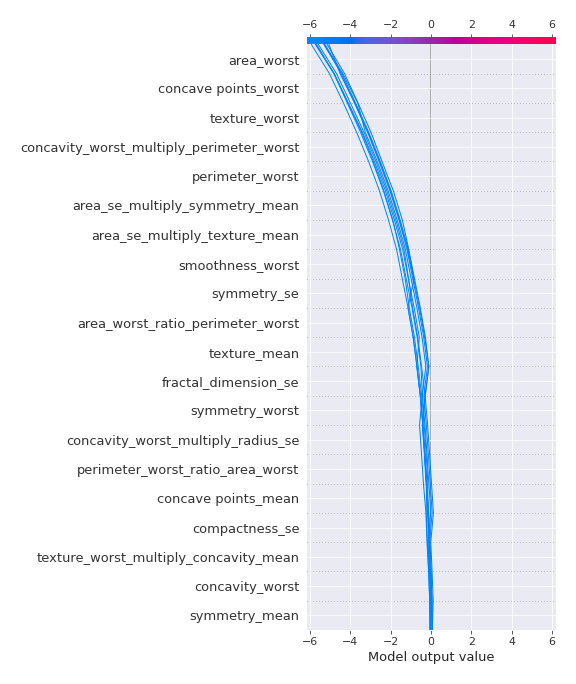 −6 −4 −2 0 2 4 6
area_worst
concave points_worst
texture_worst
concavity_worst_multiply_perimeter_worst
perimeter_worst
area_se_multiply_symmetry_mean
area_se_multiply_texture_mean
smoothness_worst
symmetry_se
area_worst_ratio_perimeter_worst
texture_mean
fractal_dimension_se
symmetry_worst
concavity_worst_multiply_radius_se
perimeter_worst_ratio_area_worst
concave points_mean
compactness_se
texture_worst_multiply_concavity_mean
concavity_worst
symmetry_mean
−6 −4 −2 0 2 4 6
Model output value